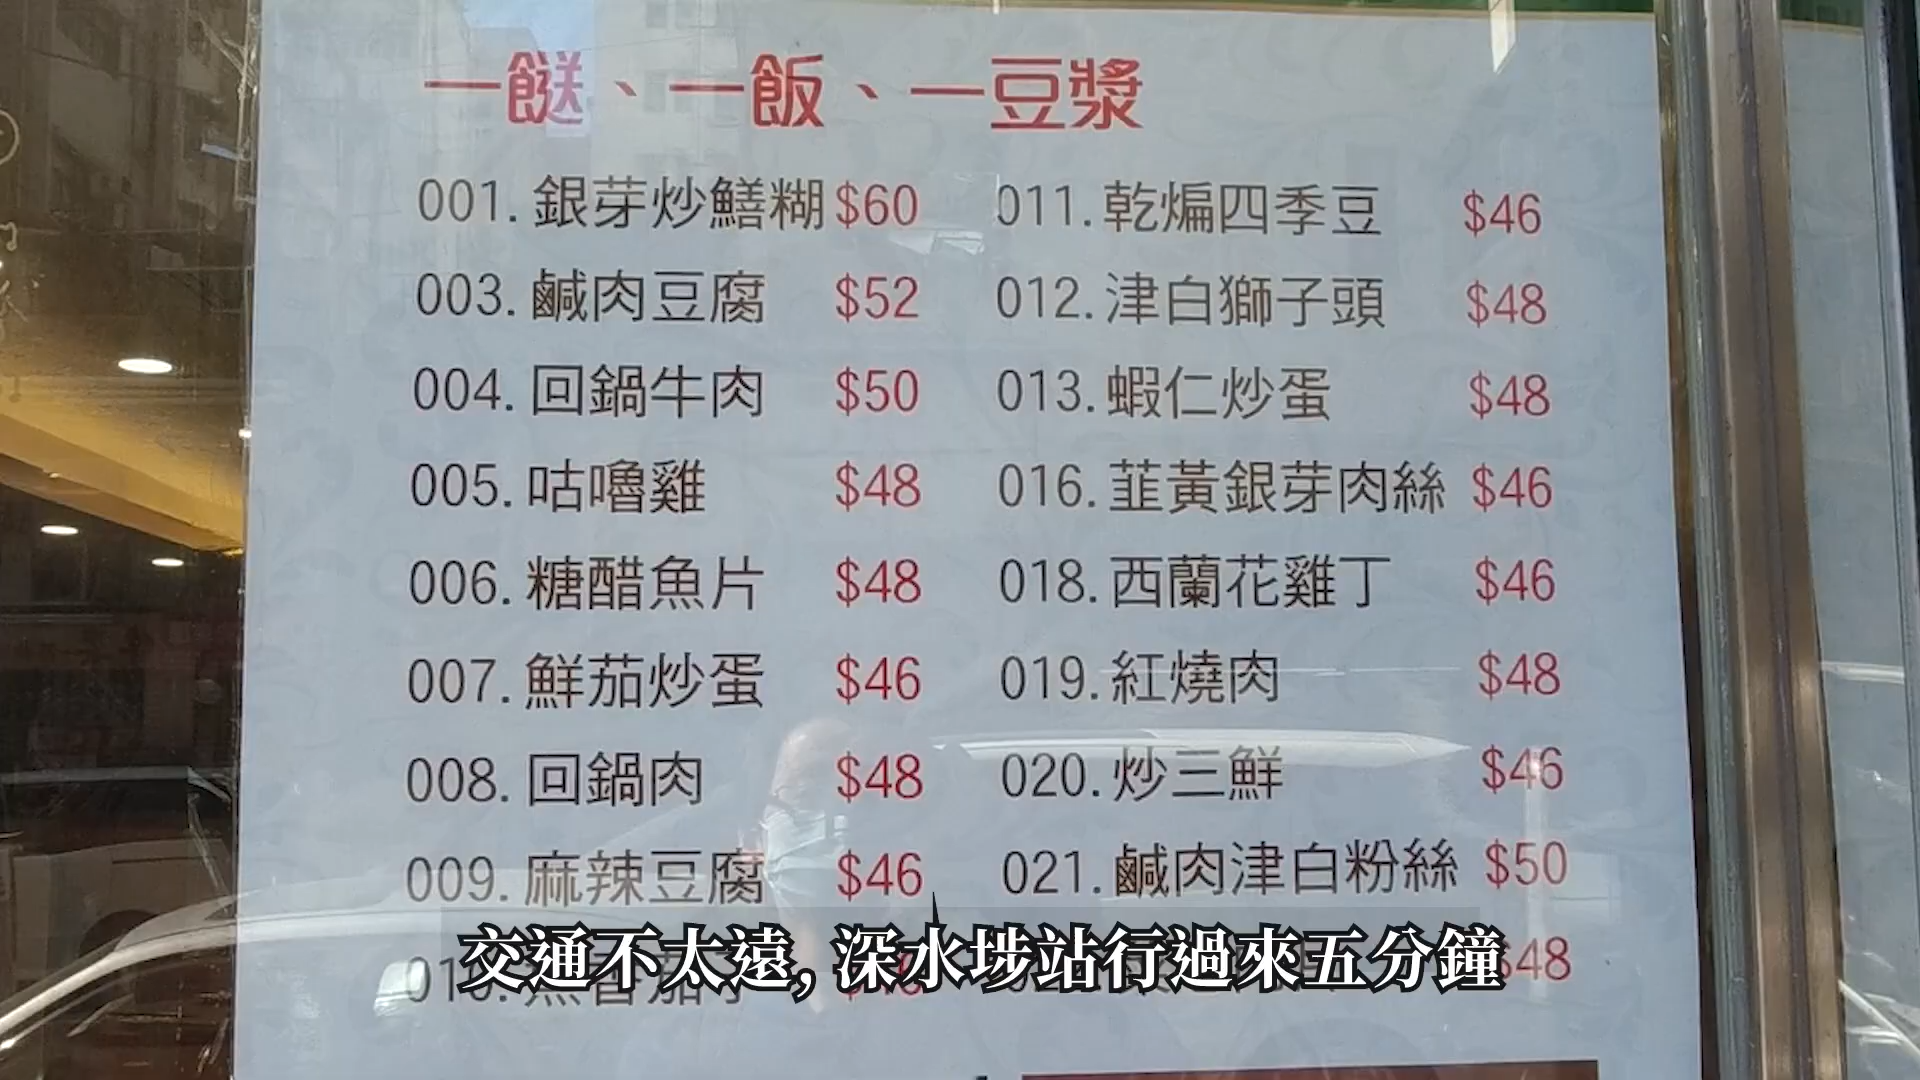 一餸、一飯、一豆漿
001. 銀芽炒鱔糊 $60
003. 鹹肉豆腐 $52
004. 回鍋牛肉 $50
005. 咕嚕雞 $48
006. 糖醋魚片 $48
007. 鮮茄炒蛋 $46
008. 回鍋肉 $48
009. 麻辣豆腐 $46
010.
011. 乾煸四季豆 $46
012. 津白獅子頭 $48
013. 蝦仁炒蛋 $48
016. 韮黃銀芽肉絲 $46
018. 西蘭花雞丁 $46
019. 紅燒肉 $48
020. 炒三鮮 $46
021. 鹹肉津白粉絲 $50
$48
交通不太遠, 深水埗站行過來五分鐘